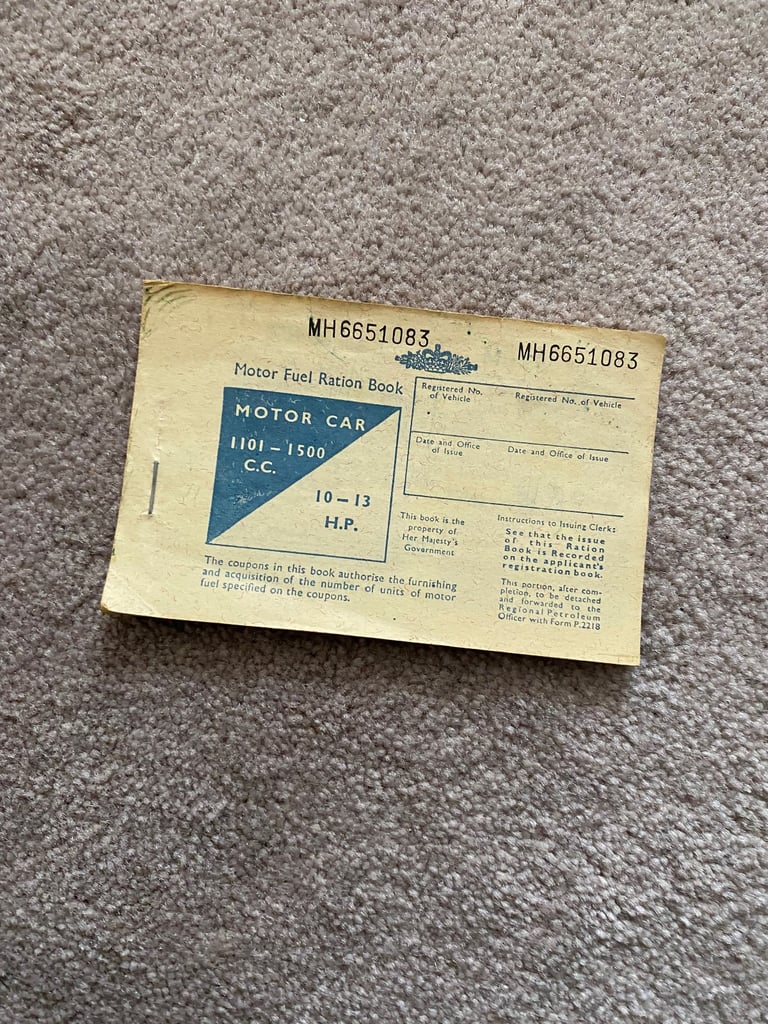 MH6651083
MH6651083
Motor Fuel Ration Book
MOTOR CAR
1101 – 1500
C.C.
10 – 13
H.P.
The coupons in this book authorise the furnishing
and acquisition of the number of units of motor
fuel specified on the coupons.
Registered No.
of Vehicle
Registered No. of Vehicle
Date and Office
of Issue
Date and Office of Issue
This book is the
property of
Her Majesty's
Government
Instructions to Issuing Clerk:
See that the issue
of this Ration
Book is Recorded
on the applicant's
registration book.
This portion, after com-
pletion, to be detached
and forwarded to the
Regional Petroleum
Officer with Form P.2218